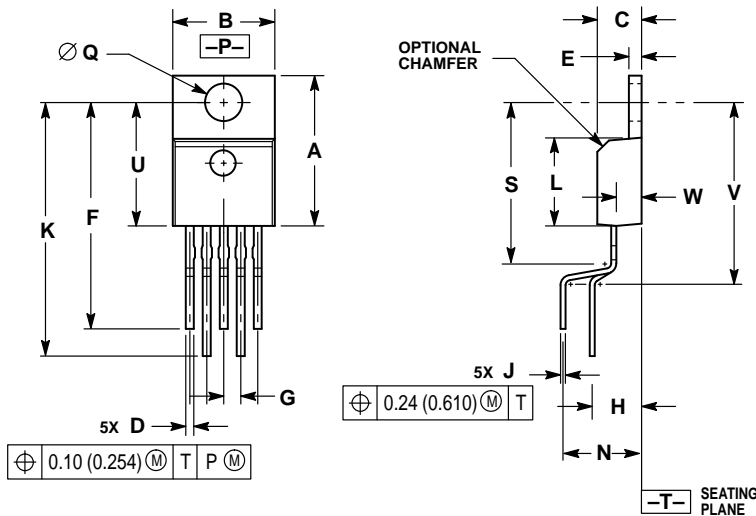 B
–P–
∅ Q
U
F
K
A
5X D
G
⌖ 0.10 (0.254) Ⓜ T P Ⓜ
OPTIONAL
CHAMFER
C
E
S
L
W
V
5X J
⌖ 0.24 (0.610) Ⓜ T
H
N
–T–
SEATING
PLANE